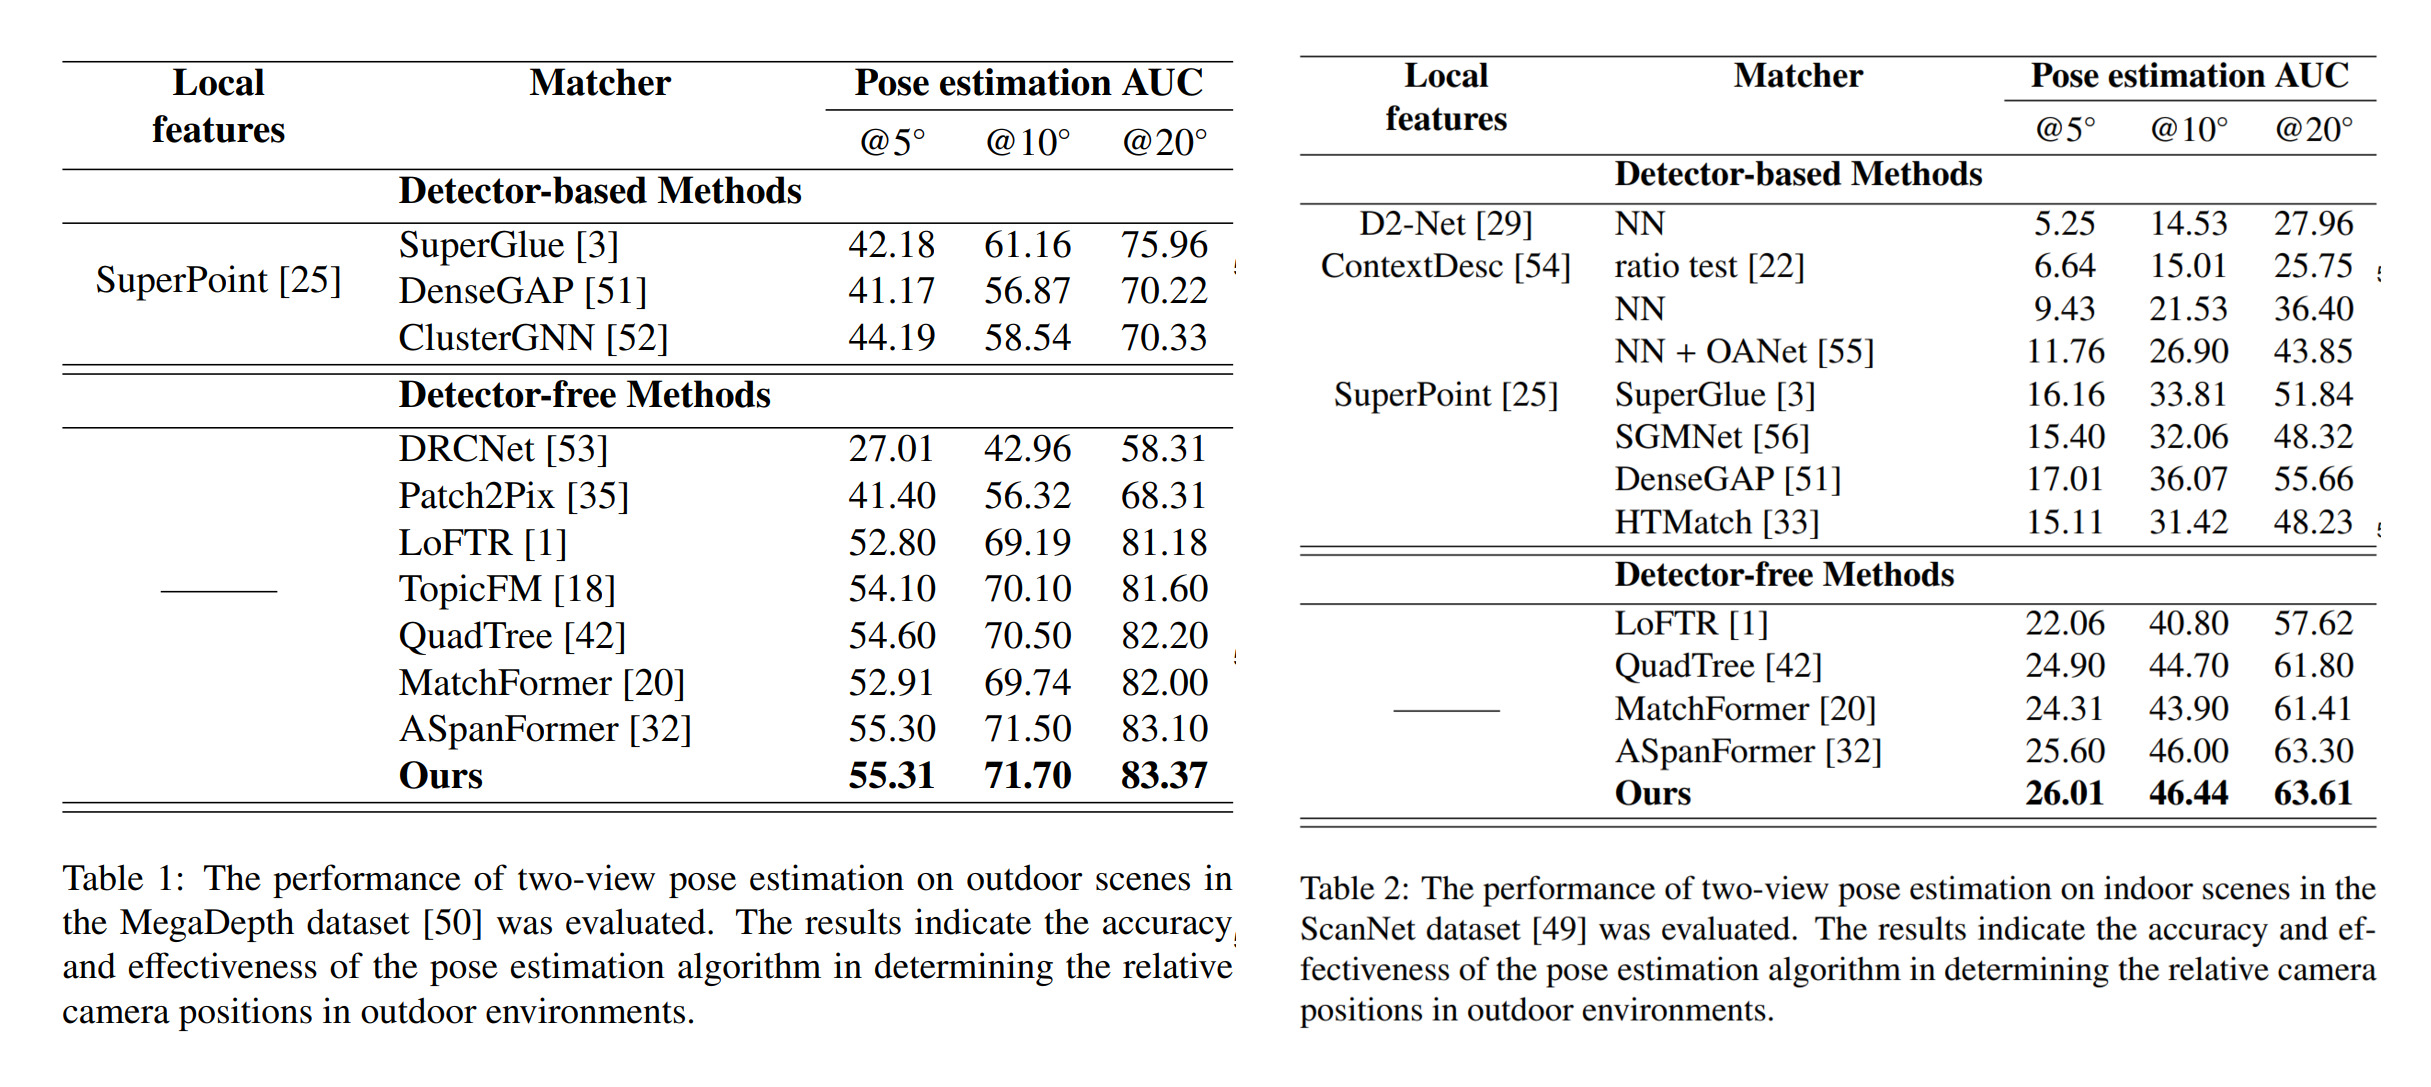 Local Matcher Pose estimation AUC
features @5° @10° @20°
Detector-based Methods
SuperPoint [25]
SuperGlue [3] 42.18 61.16 75.96
DenseGAP [51] 41.17 56.87 70.22
ClusterGNN [52] 44.19 58.54 70.33
Detector-free Methods
DRCNet [53] 27.01 42.96 58.31
Patch2Pix [35] 41.40 56.32 68.31
LoFTR [1] 52.80 69.19 81.18
TopicFM [18] 54.10 70.10 81.60
QuadTree [42] 54.60 70.50 82.20
MatchFormer [20] 52.91 69.74 82.00
ASpanFormer [32] 55.30 71.50 83.10
Ours 55.31 71.70 83.37
Table 1: The performance of two-view pose estimation on outdoor scenes in
the MegaDepth dataset [50] was evaluated. The results indicate the accuracy
and effectiveness of the pose estimation algorithm in determining the relative
camera positions in outdoor environments.
Local Matcher Pose estimation AUC
features @5° @10° @20°
Detector-based Methods
D2-Net [29] NN 5.25 14.53 27.96
ContextDesc [54] ratio test [22] 6.64 15.01 25.75
NN 9.43 21.53 36.40
NN + OANet [55] 11.76 26.90 43.85
SuperPoint [25] SuperGlue [3] 16.16 33.81 51.84
SGMNet [56] 15.40 32.06 48.32
DenseGAP [51] 17.01 36.07 55.66
HTMatch [33] 15.11 31.42 48.23
Detector-free Methods
LoFTR [1] 22.06 40.80 57.62
QuadTree [42] 24.90 44.70 61.80
MatchFormer [20] 24.31 43.90 61.41
ASpanFormer [32] 25.60 46.00 63.30
Ours 26.01 46.44 63.61
Table 2: The performance of two-view pose estimation on indoor scenes in the
ScanNet dataset [49] was evaluated. The results indicate the accuracy and ef-
fectiveness of the pose estimation algorithm in determining the relative camera
positions in outdoor environments.